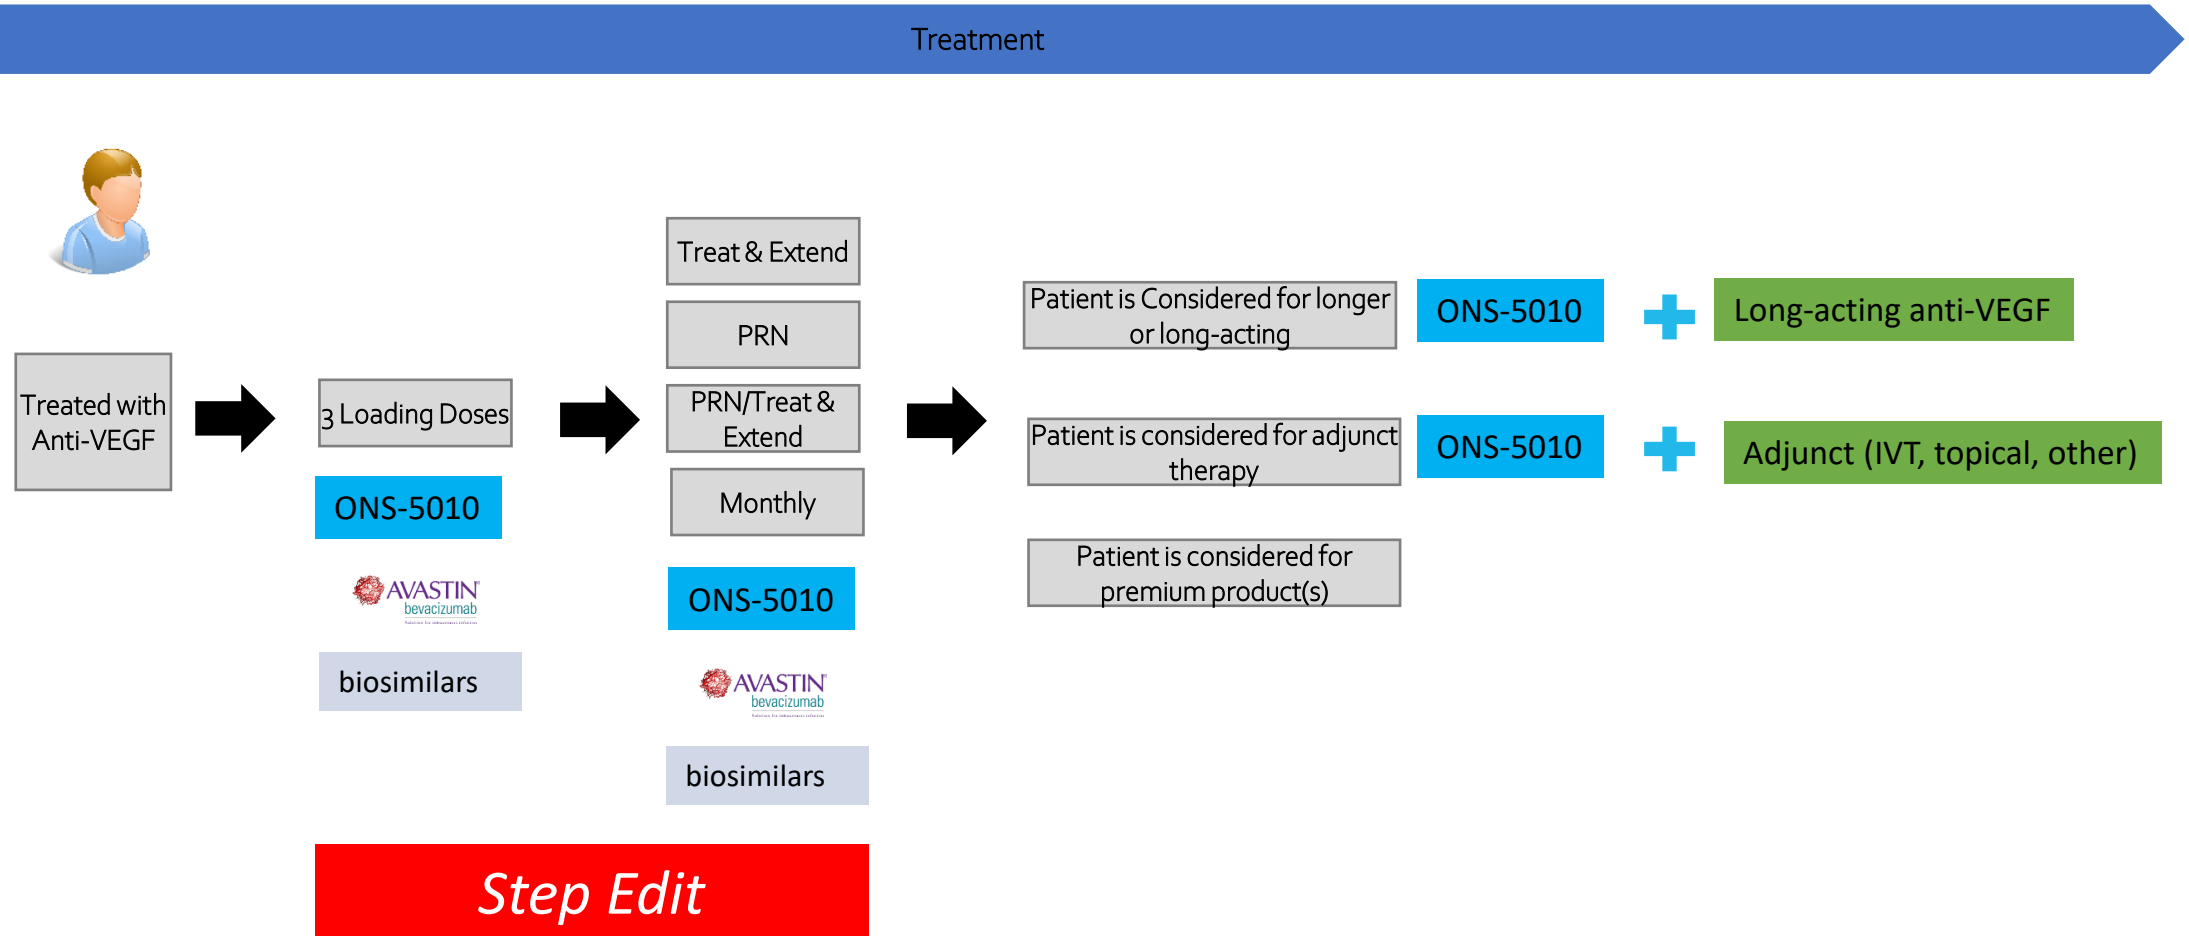 Treatment
Treated with
Anti-VEGF
3 Loading Doses
ONS-5010
AVASTIN®
bevacizumab
biosimilars
Treat & Extend
PRN
PRN/Treat &
Extend
Monthly
ONS-5010
AVASTIN®
bevacizumab
biosimilars
Step Edit
Patient is Considered for longer
or long-acting
ONS-5010
Long-acting anti-VEGF
Patient is considered for adjunct
therapy
ONS-5010
Adjunct (IVT, topical, other)
Patient is considered for
premium product(s)